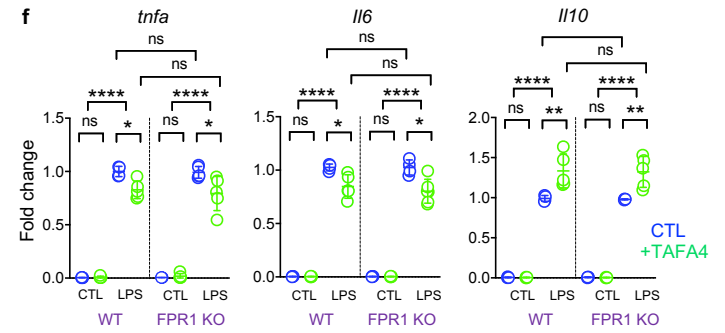 f
tnfa
Il6
Il10
ns
ns
ns
ns
ns
ns
**** ****
**** ****
**** ****
ns * ns *
ns * ns *
ns ** ns **
Fold change
1.5
1.0
0.5
0.0
1.5
1.0
0.5
0.0
2.0
1.5
1.0
0.5
0.0
CTL
+TAFA4
CTL LPS CTL LPS
CTL LPS CTL LPS
CTL LPS CTL LPS
WT FPR1 KO
WT FPR1 KO
WT FPR1 KO